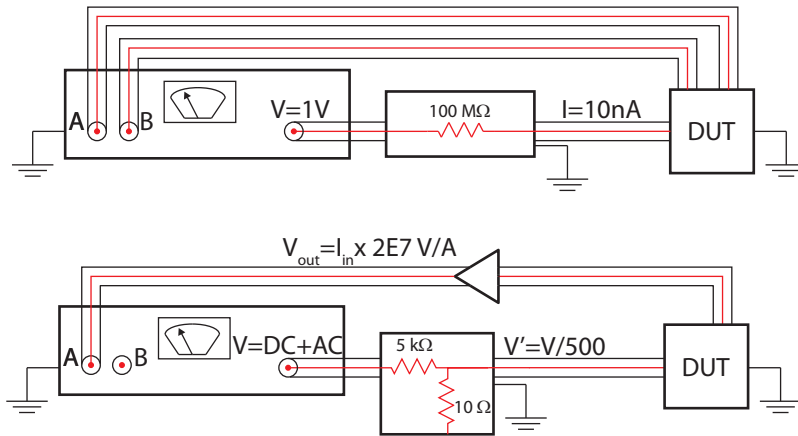 A B V=1V 100 MΩ I=10nA DUT
V_out=I_in x 2E7 V/A
A B V=DC+AC 5 kΩ V'=V/500 DUT
10 Ω